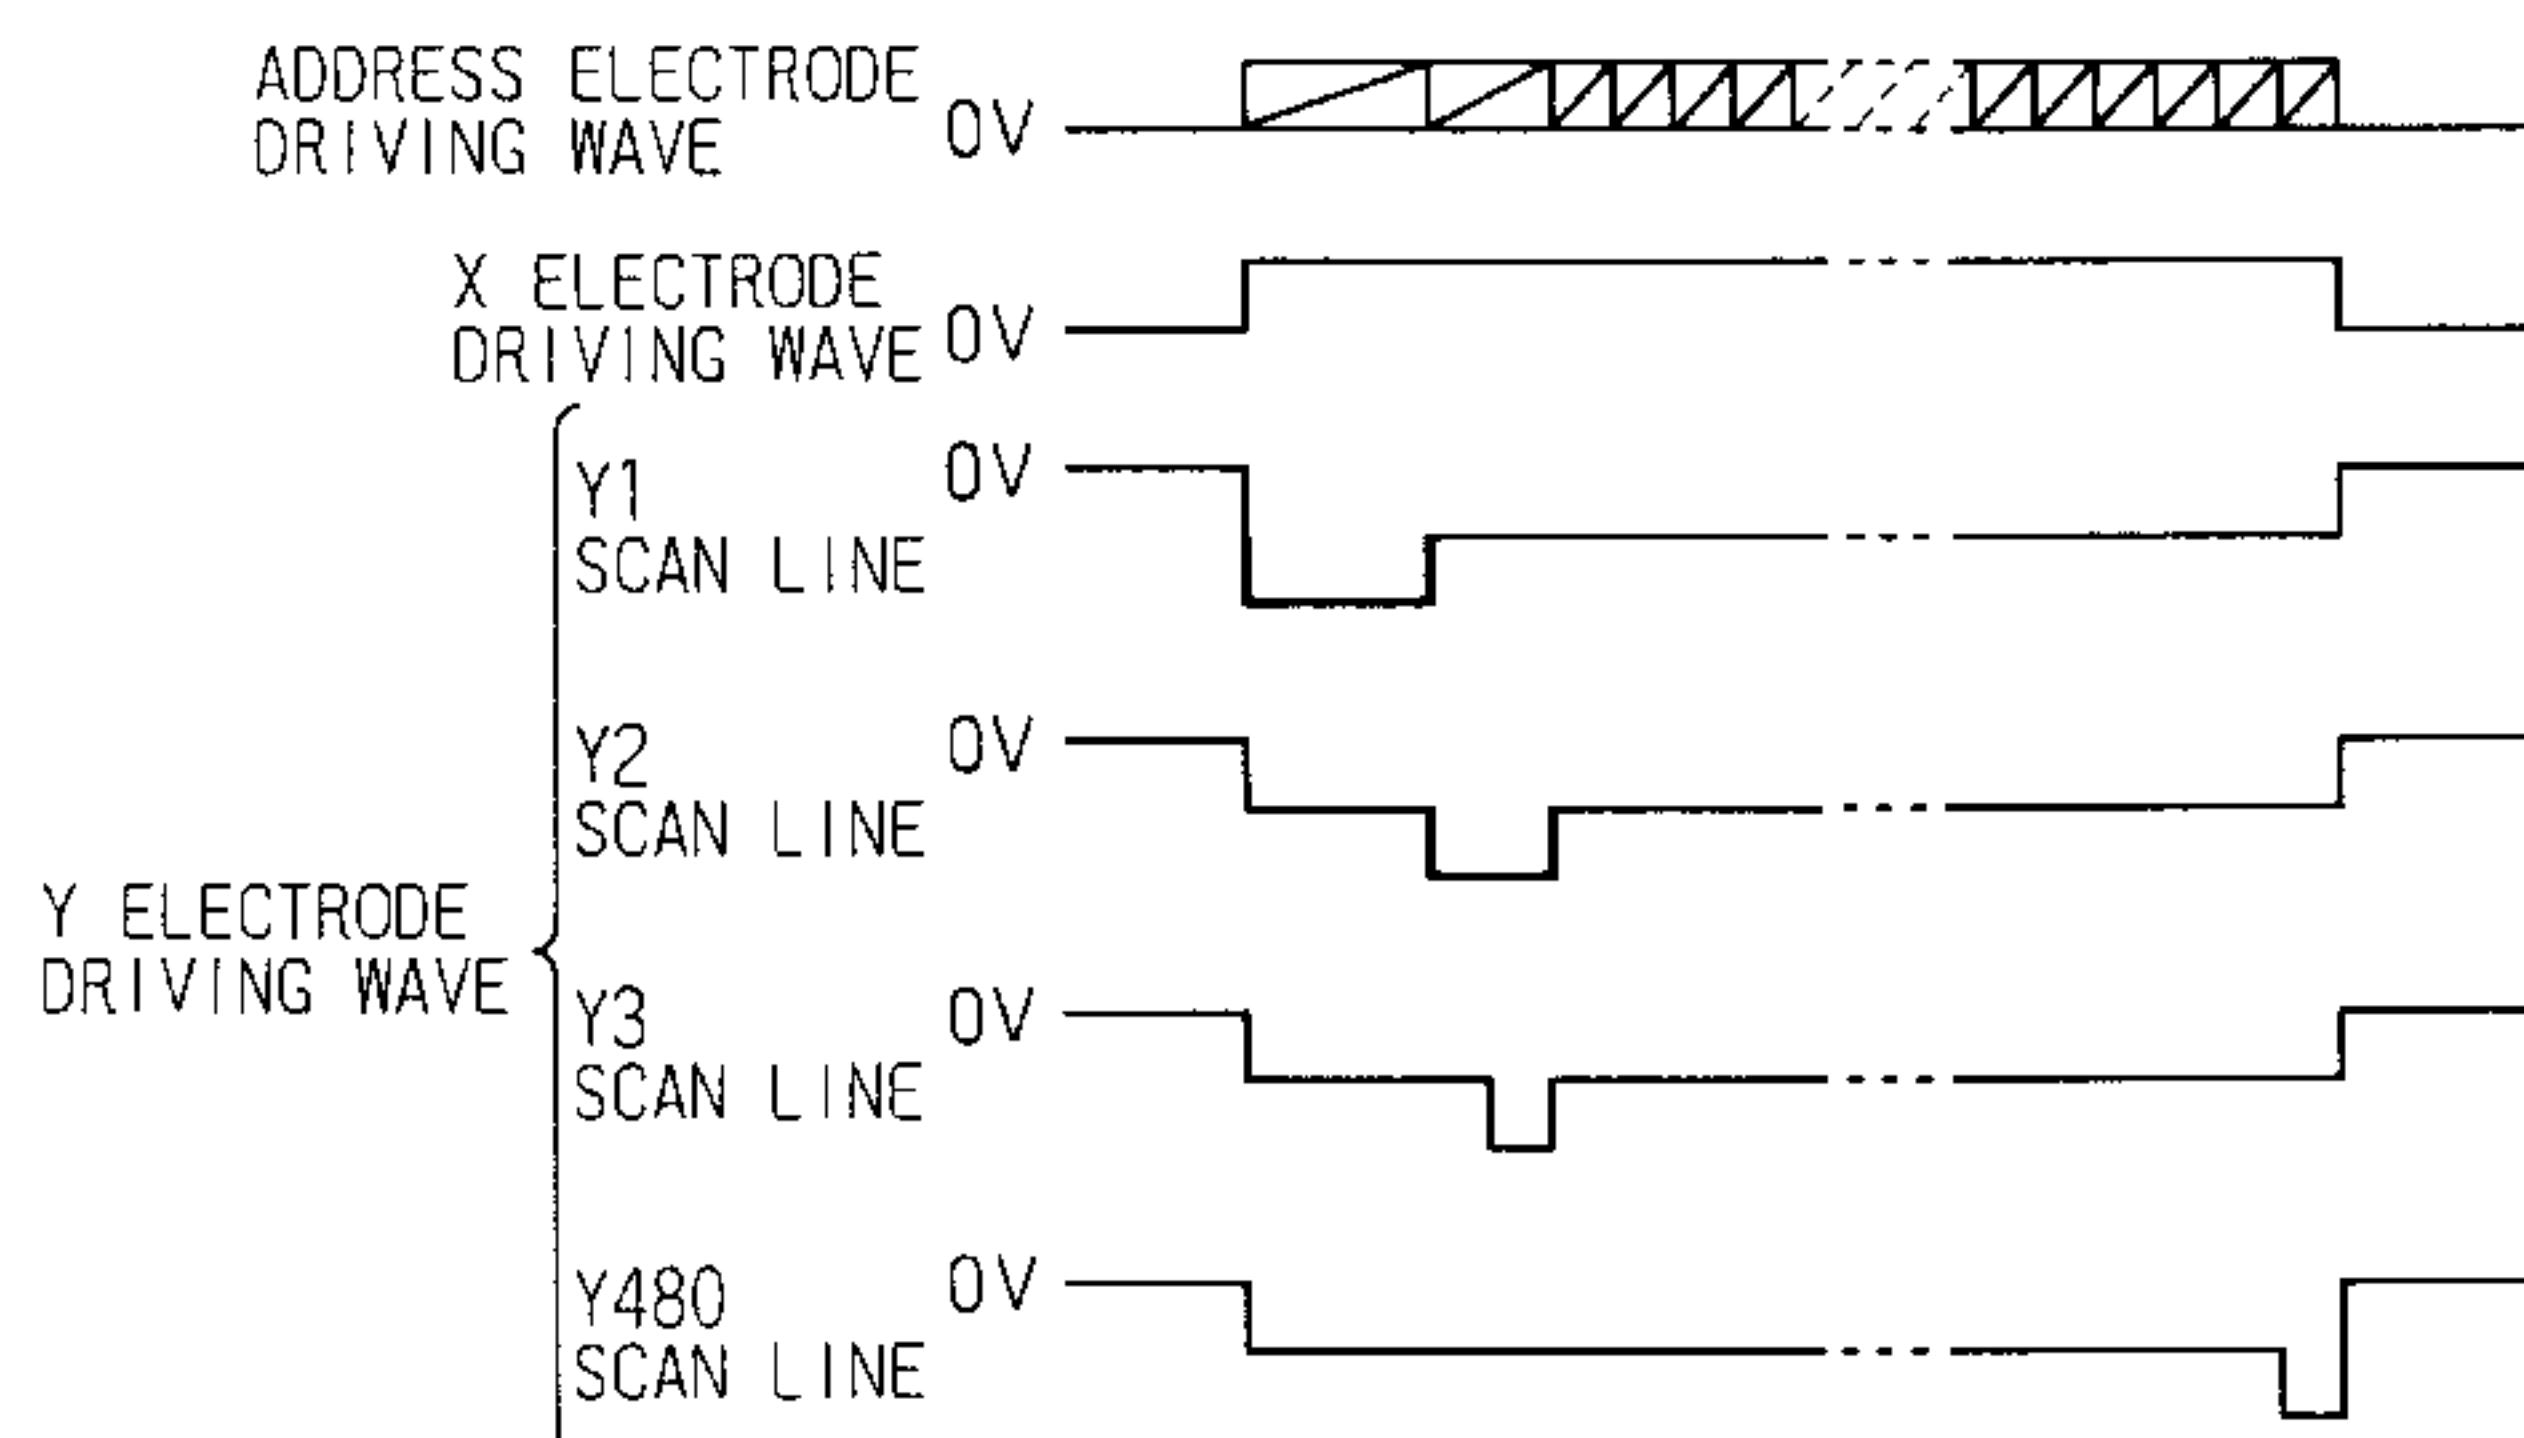 ADDRESS ELECTRODE
DRIVING WAVE
0V
X ELECTRODE
DRIVING WAVE
0V
Y ELECTRODE
DRIVING WAVE
Y1
SCAN LINE
0V
Y2
SCAN LINE
0V
Y3
SCAN LINE
0V
Y480
SCAN LINE
0V